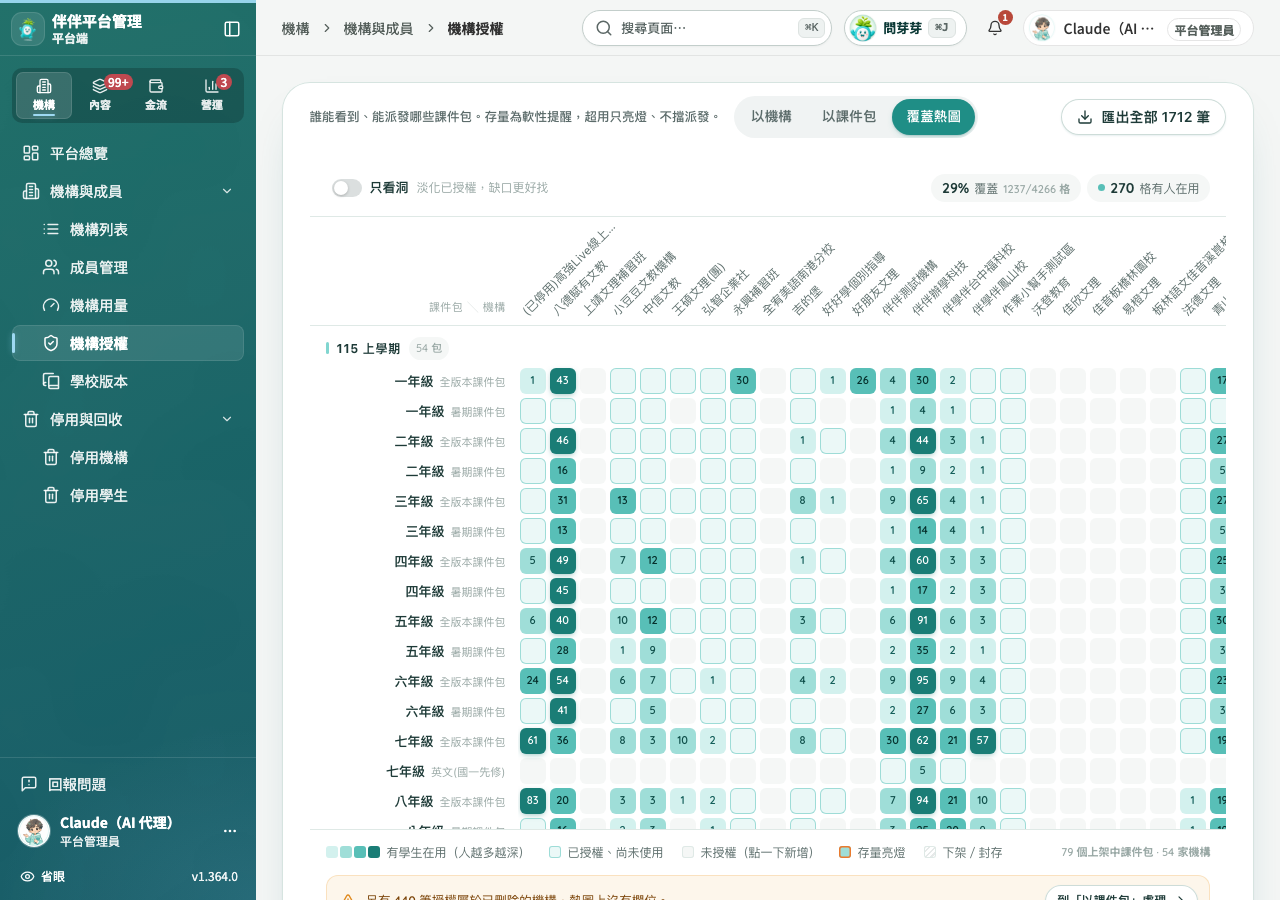 伴伴平台管理
平台端
機構
99+
內容
金流
3
營運
平台總覽
機構與成員
機構列表
成員管理
機構用量
機構授權
學校版本
停用與回收
停用機構
停用學生
回報問題
Claude（AI 代理）
平台管理員
省眼
v1.364.0
機構 > 機構與成員 > 機構授權
搜尋頁面… ⌘K
問芽芽 ⌘J
1
Claude（AI … 平台管理員
誰能看到、能派發哪些課件包。存量為軟性提醒，超用只亮燈、不擋派發。
以機構 以課件包 覆蓋熱圖
匯出全部 1712 筆
只看洞 淡化已授權，缺口更好找
29% 覆蓋 1237/4266 格
270 格有人在用
課件包 ＼ 機構
(已停用)高強Live線上…
八德賦有文教
上靖文理補習班
小豆豆文教機構
中信文教
王碩文理(團)
弘智企業社
永興補習班
全宥美語南港分校
吉的堡
好好學個別指導
好朋友文理
伴伴測試機構
伴伴辦學科技
伴學伴台中福科校
伴學伴鳳山校
作業小幫手測試區
沃登教育
佳欣文理
佳音板橋林園校
易橙文理
板林語文佳音溪崑校
法德文理
115 上學期 54 包
一年級 全版本課件包 1 43 30 1 26 4 30 2 17
一年級 暑期課件包 1 4 1
二年級 全版本課件包 46 1 4 44 3 1 27
二年級 暑期課件包 16 1 9 2 1 5
三年級 全版本課件包 31 13 8 1 9 65 4 1 27
三年級 暑期課件包 13 1 14 4 1 5
四年級 全版本課件包 5 49 7 12 1 4 60 3 3 25
四年級 暑期課件包 45 1 17 2 3 3
五年級 全版本課件包 6 40 10 12 3 6 91 6 3 30
五年級 暑期課件包 28 1 9 2 35 2 1 3
六年級 全版本課件包 24 54 6 7 1 4 2 9 95 9 4 23
六年級 暑期課件包 41 5 2 27 6 3 3
七年級 全版本課件包 61 36 8 3 10 2 8 30 62 21 57 19
七年級 英文(國一先修) 5
八年級 全版本課件包 83 20 3 3 1 2 7 94 21 10 1 19
有學生在用（人越多越深）
已授權、尚未使用
未授權（點一下新增）
存量亮燈
下架 / 封存
79 個上架中課件包 · 54 家機構